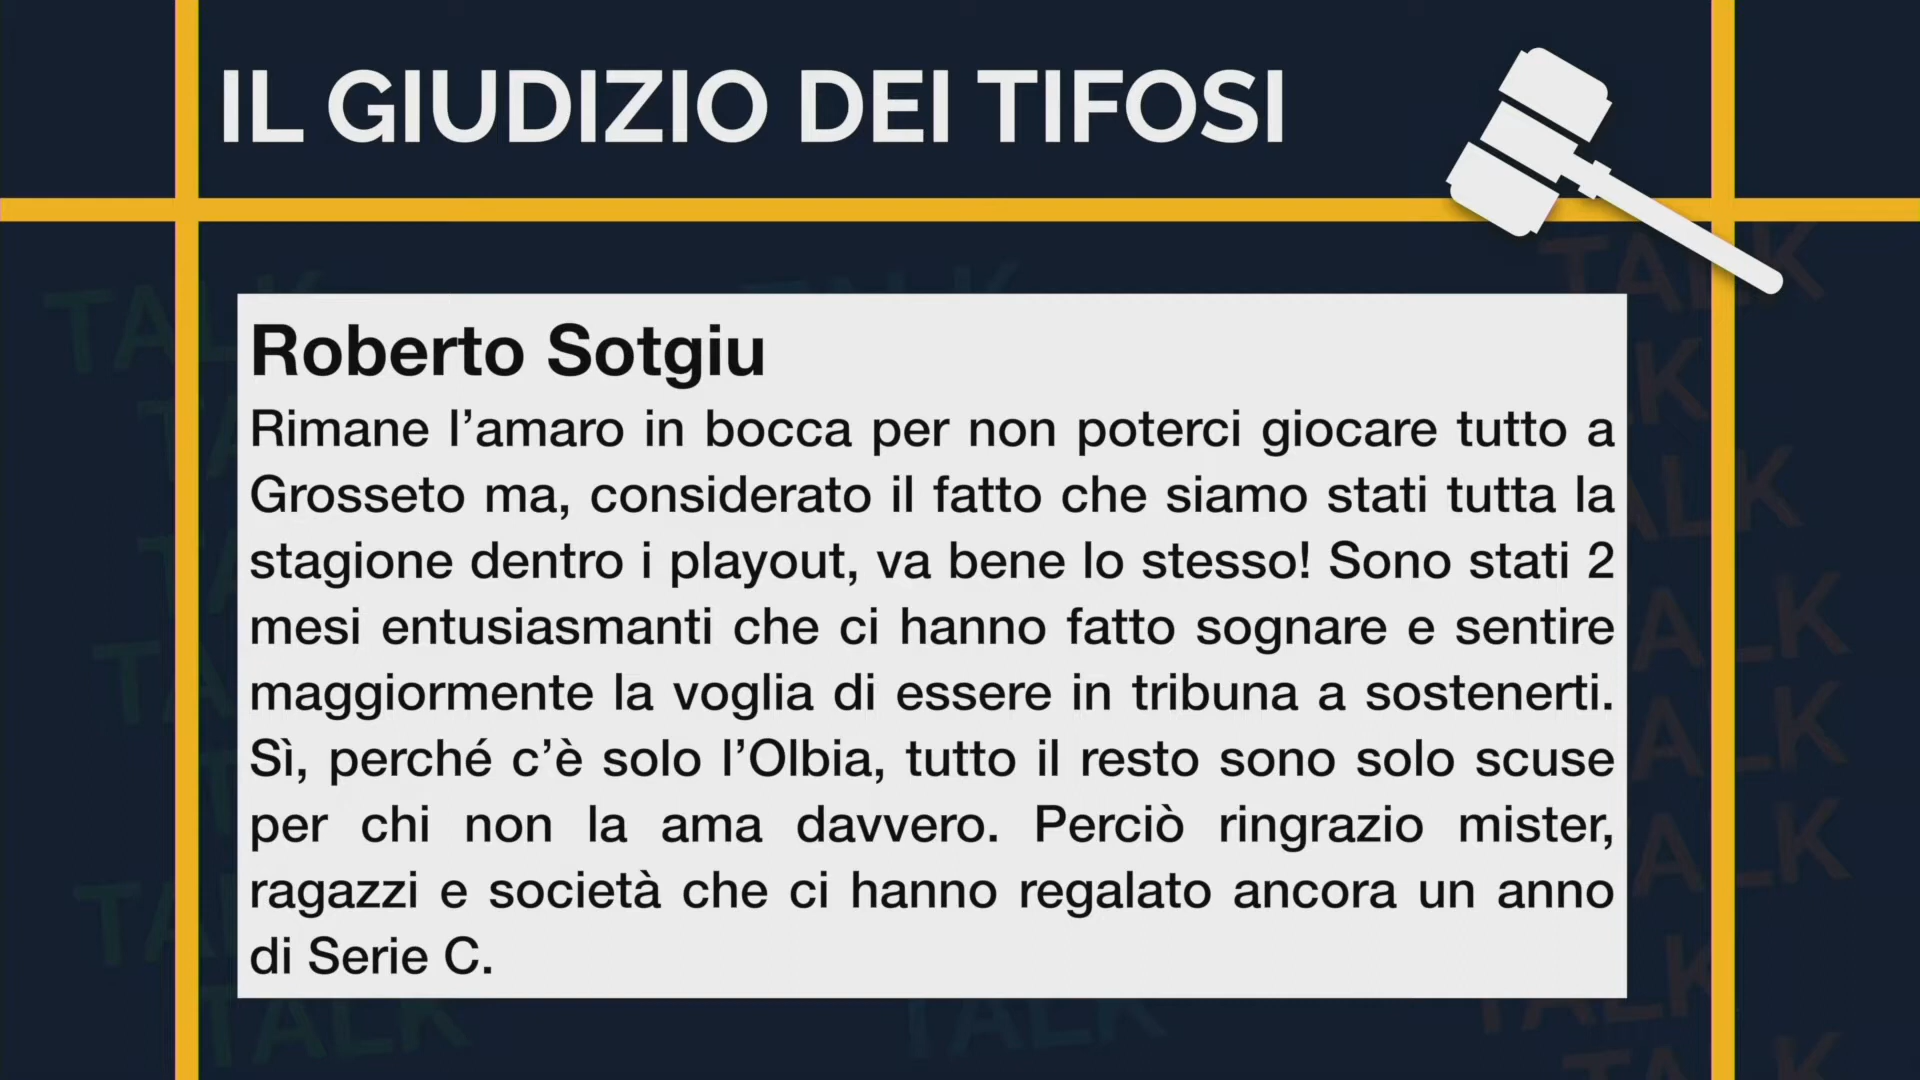 IL GIUDIZIO DEI TIFOSI
Roberto Sotgiu
Rimane l’amaro in bocca per non poterci giocare tutto a
Grosseto ma, considerato il fatto che siamo stati tutta la
stagione dentro i playout, va bene lo stesso! Sono stati 2
mesi entusiasmanti che ci hanno fatto sognare e sentire
maggiormente la voglia di essere in tribuna a sostenerti.
Sì, perché c’è solo l’Olbia, tutto il resto sono solo scuse
per chi non la ama davvero. Perciò ringrazio mister,
ragazzi e società che ci hanno regalato ancora un anno
di Serie C.
TALK
TALK
TALK